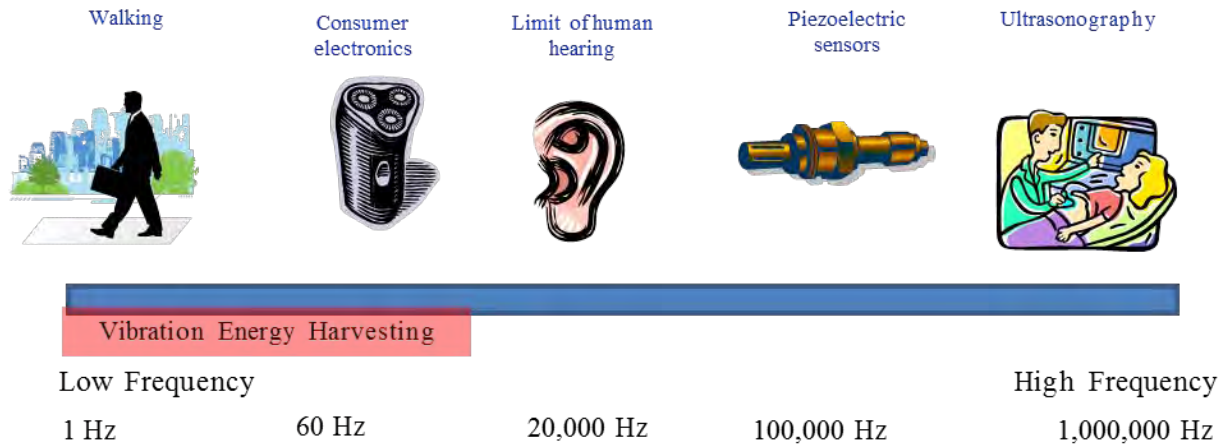 Walking
Consumer
electronics
Limit of human
hearing
Piezoelectric
sensors
Ultrasonography
Vibration Energy Harvesting
Low Frequency
High Frequency
1 Hz
60 Hz
20,000 Hz
100,000 Hz
1,000,000 Hz